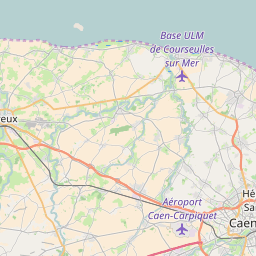 Base ULM
de Courseulles
sur Mer
eux
Aéroport
Caen-Carpiquet
Hé
Sa
Caen